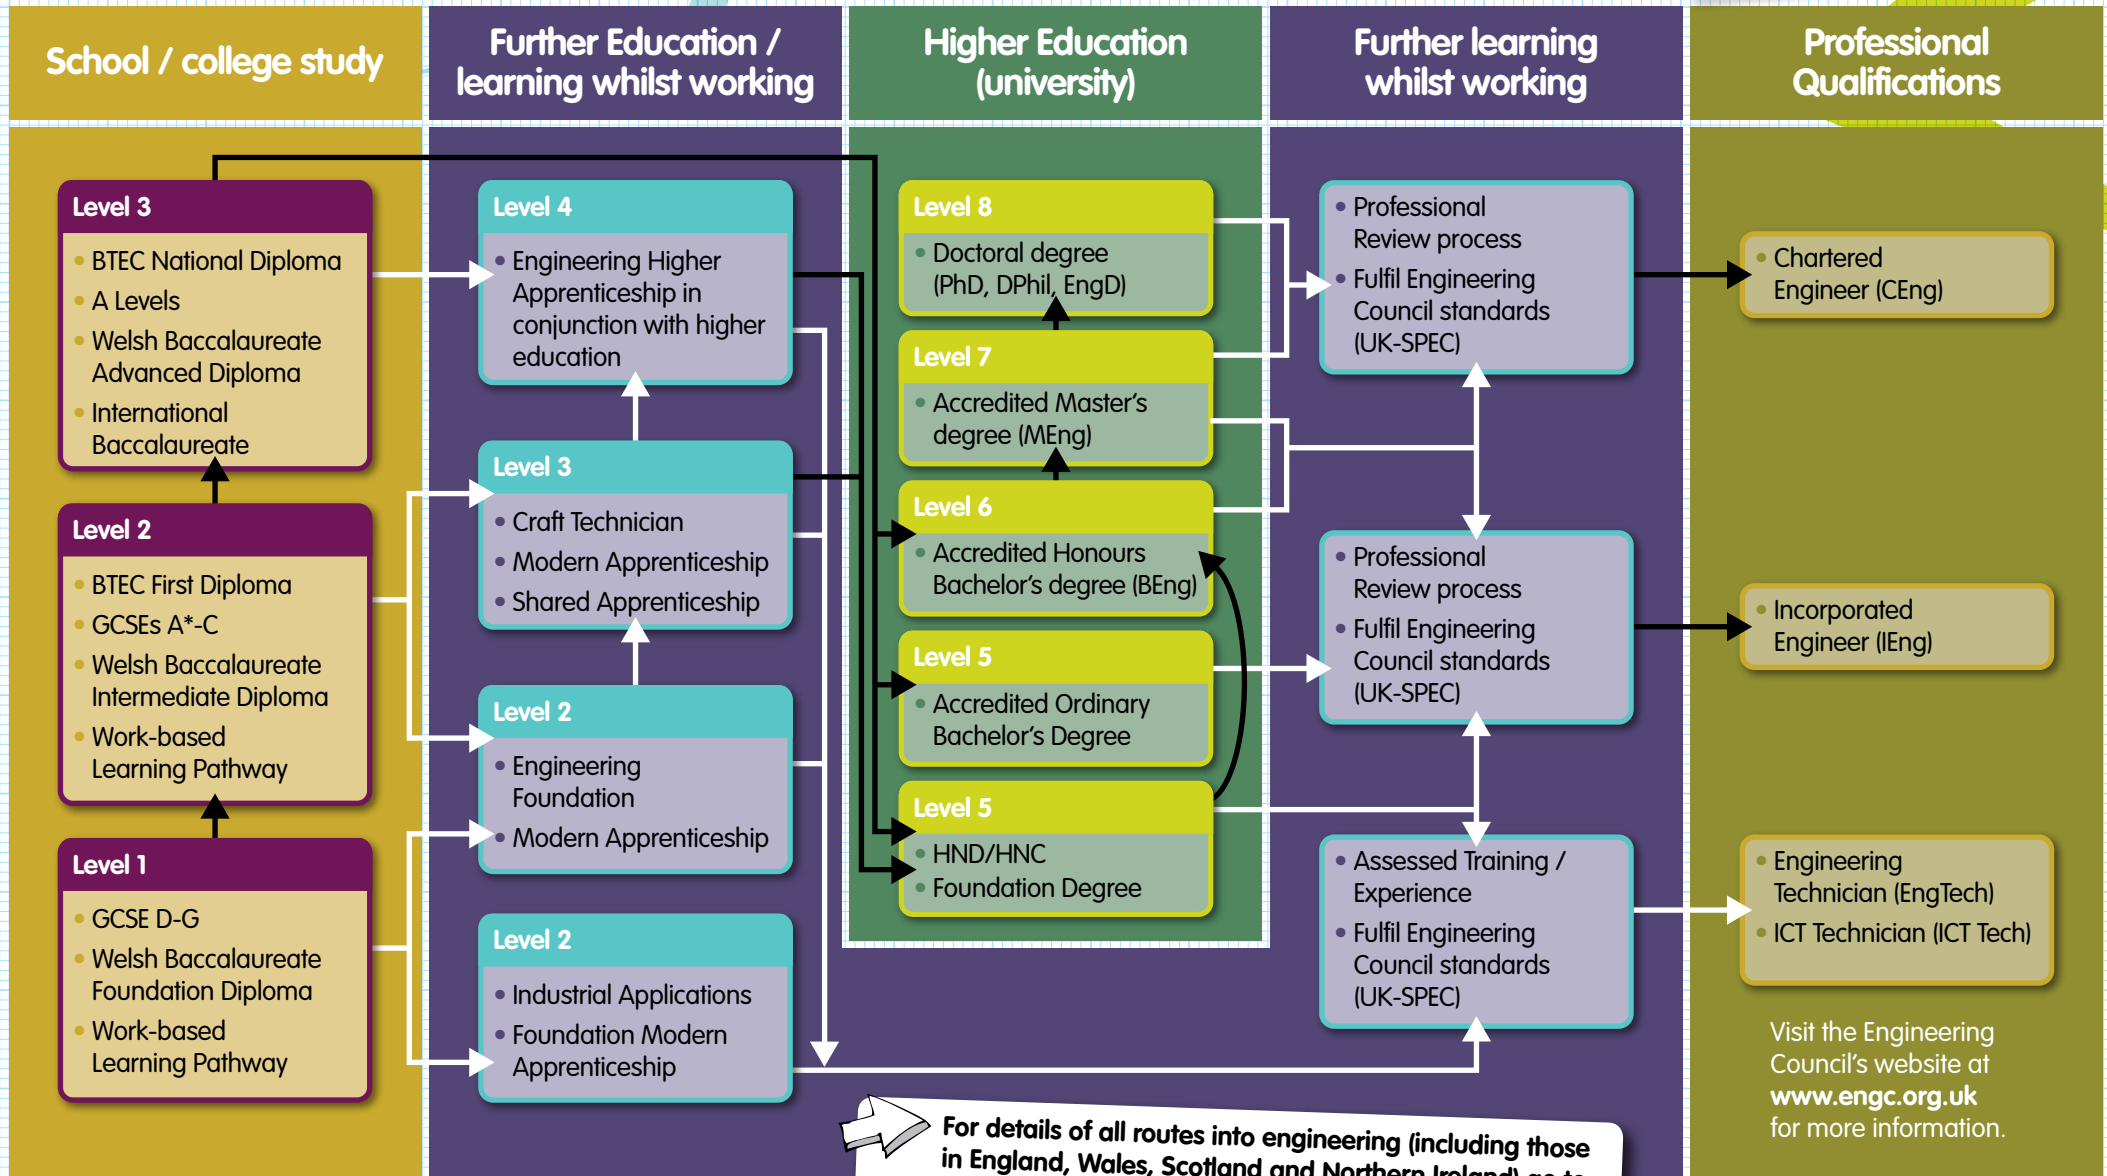 School / college study
Further Education /
learning whilst working
Higher Education
(university)
Further learning
whilst working
Professional
Qualifications
Level 3
• BTEC National Diploma
• A Levels
• Welsh Baccalaureate
Advanced Diploma
• International
Baccalaureate
Level 2
• BTEC First Diploma
• GCSEs A*-C
• Welsh Baccalaureate
Intermediate Diploma
• Work-based
Learning Pathway
Level 1
• GCSE D-G
• Welsh Baccalaureate
Foundation Diploma
• Work-based
Learning Pathway
Level 4
• Engineering Higher
Apprenticeship in
conjunction with higher
education
Level 3
• Craft Technician
• Modern Apprenticeship
• Shared Apprenticeship
Level 2
• Engineering
Foundation
• Modern Apprenticeship
Level 2
• Industrial Applications
• Foundation Modern
Apprenticeship
Level 8
• Doctoral degree
(PhD, DPhil, EngD)
Level 7
• Accredited Master's
degree (MEng)
Level 6
• Accredited Honours
Bachelor's degree (BEng)
Level 5
• Accredited Ordinary
Bachelor's Degree
Level 5
• HND/HNC
• Foundation Degree
• Professional
Review process
• Fulfil Engineering
Council standards
(UK-SPEC)
• Professional
Review process
• Fulfil Engineering
Council standards
(UK-SPEC)
• Assessed Training /
Experience
• Fulfil Engineering
Council standards
(UK-SPEC)
• Chartered
Engineer (CEng)
• Incorporated
Engineer (IEng)
• Engineering
Technician (EngTech)
• ICT Technician (ICT Tech)
Visit the Engineering
Council's website at
www.engc.org.uk
for more information.
For details of all routes into engineering (including those
in England, Wales, Scotland and Northern Ireland) go to